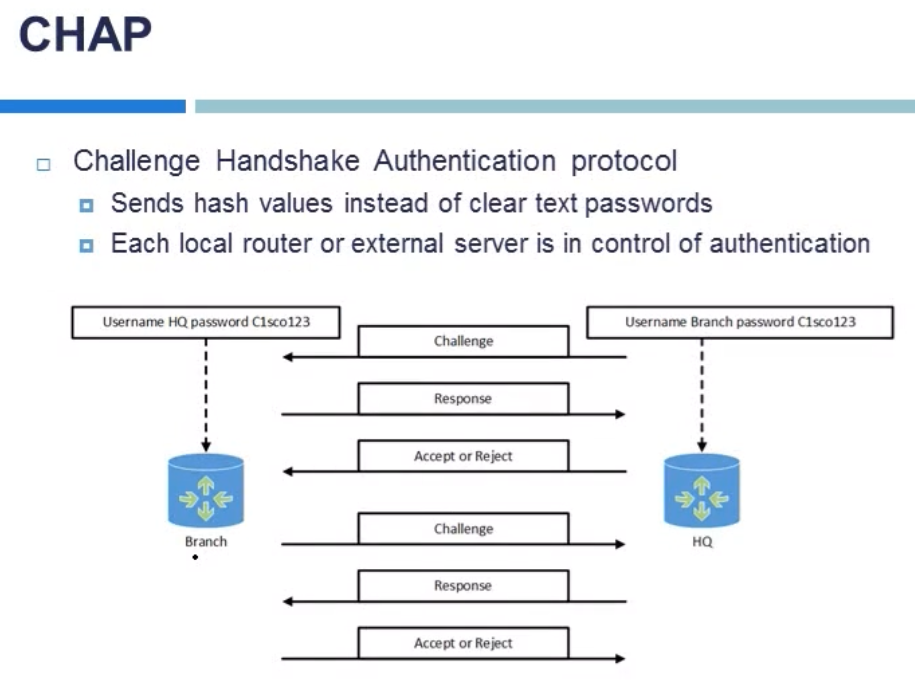 CHAP
Challenge Handshake Authentication protocol
Sends hash values instead of clear text passwords
Each local router or external server is in control of authentication
Username HQ password C1sco123
Username Branch password C1sco123
Challenge
Response
Accept or Reject
Branch
HQ
Challenge
Response
Accept or Reject